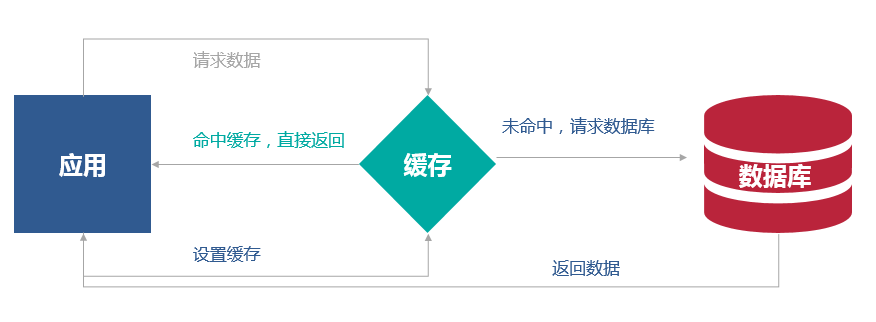 请求数据
应用
命中缓存，直接返回
缓存
未命中，请求数据库
数据库
设置缓存
返回数据